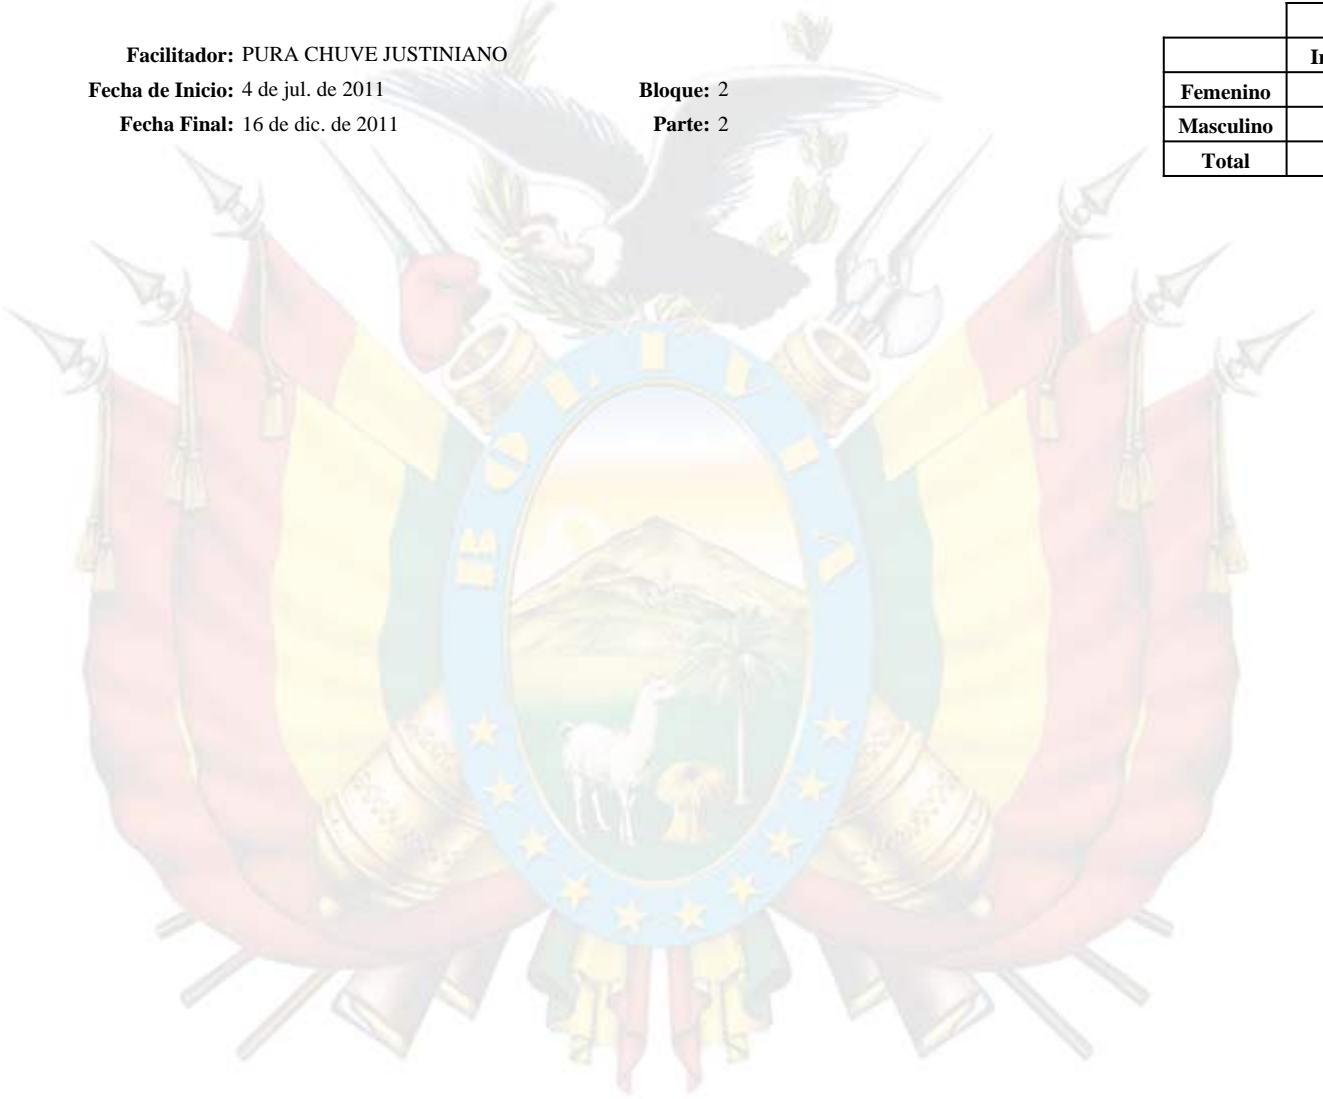 Facilitador: PURA CHUVE JUSTINIANO
Fecha de Inicio: 4 de jul. de 2011 Bloque: 2
Fecha Final: 16 de dic. de 2011 Parte: 2
Femenino
Masculino
Total
BOLIVIA